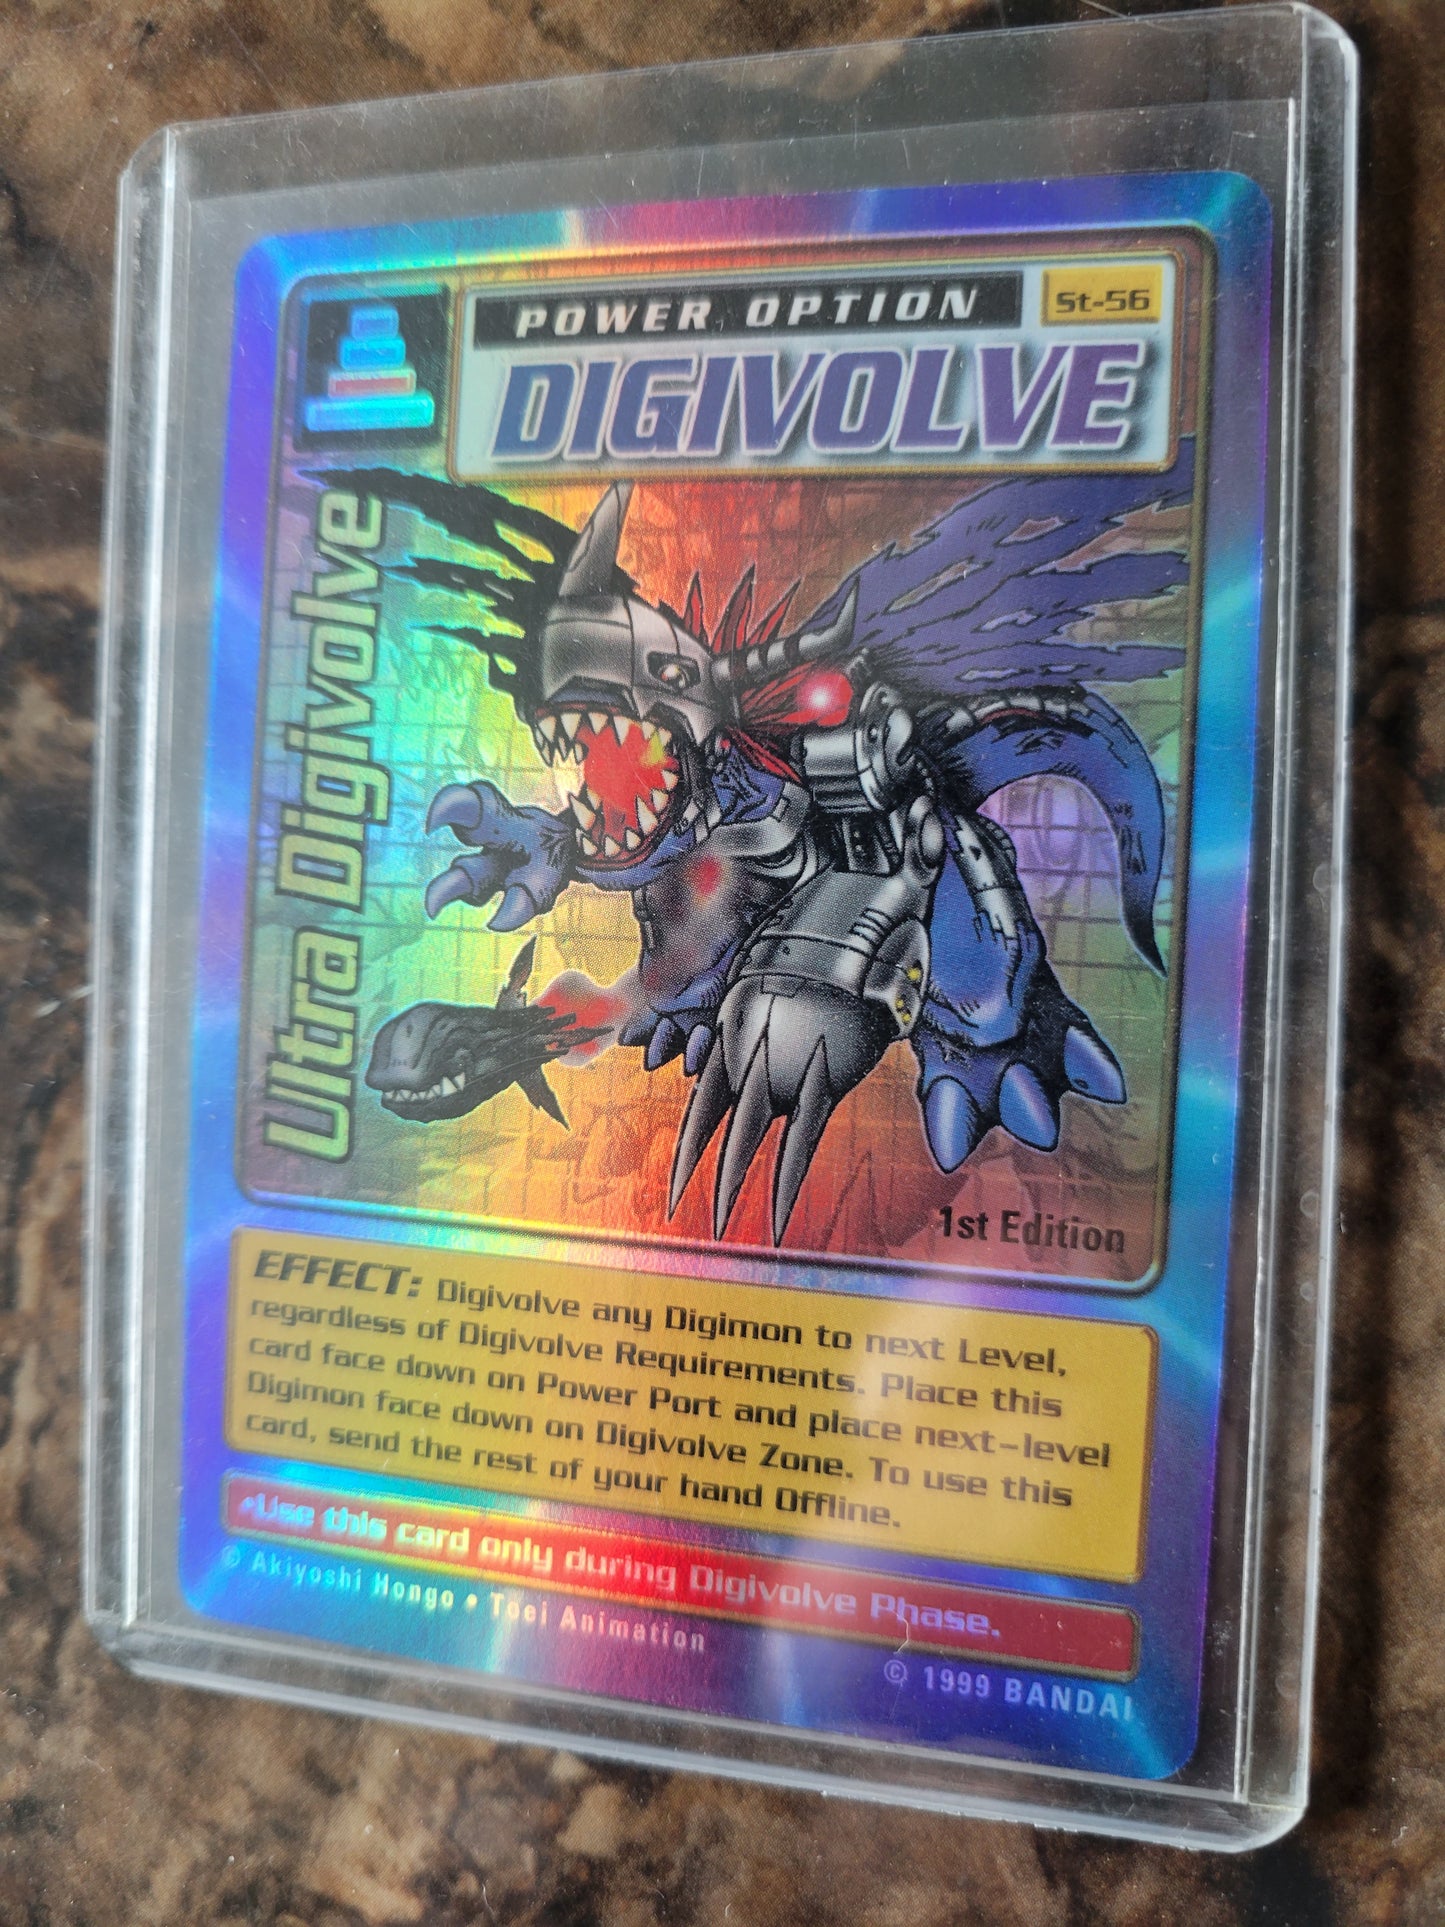 POWER OPTION
St-56
DIGIVOLVE
Ultra Digivolve
1st Edition
EFFECT: Digivolve any Digimon to next Level,
regardless of Digivolve Requirements. Place this
card face down on Power Port and place next-level
Digimon face down on Digivolve Zone. To use this
card, send the rest of your hand Offline.
•Use this card only during Digivolve Phase.
© Akiyoshi Hongo • Toei Animation
© 1999 BANDAI